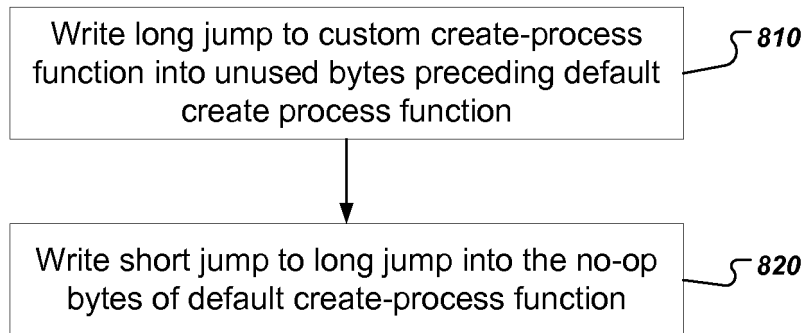 Write long jump to custom create-process
function into unused bytes preceding default
create process function
810
Write short jump to long jump into the no-op
bytes of default create-process function
820